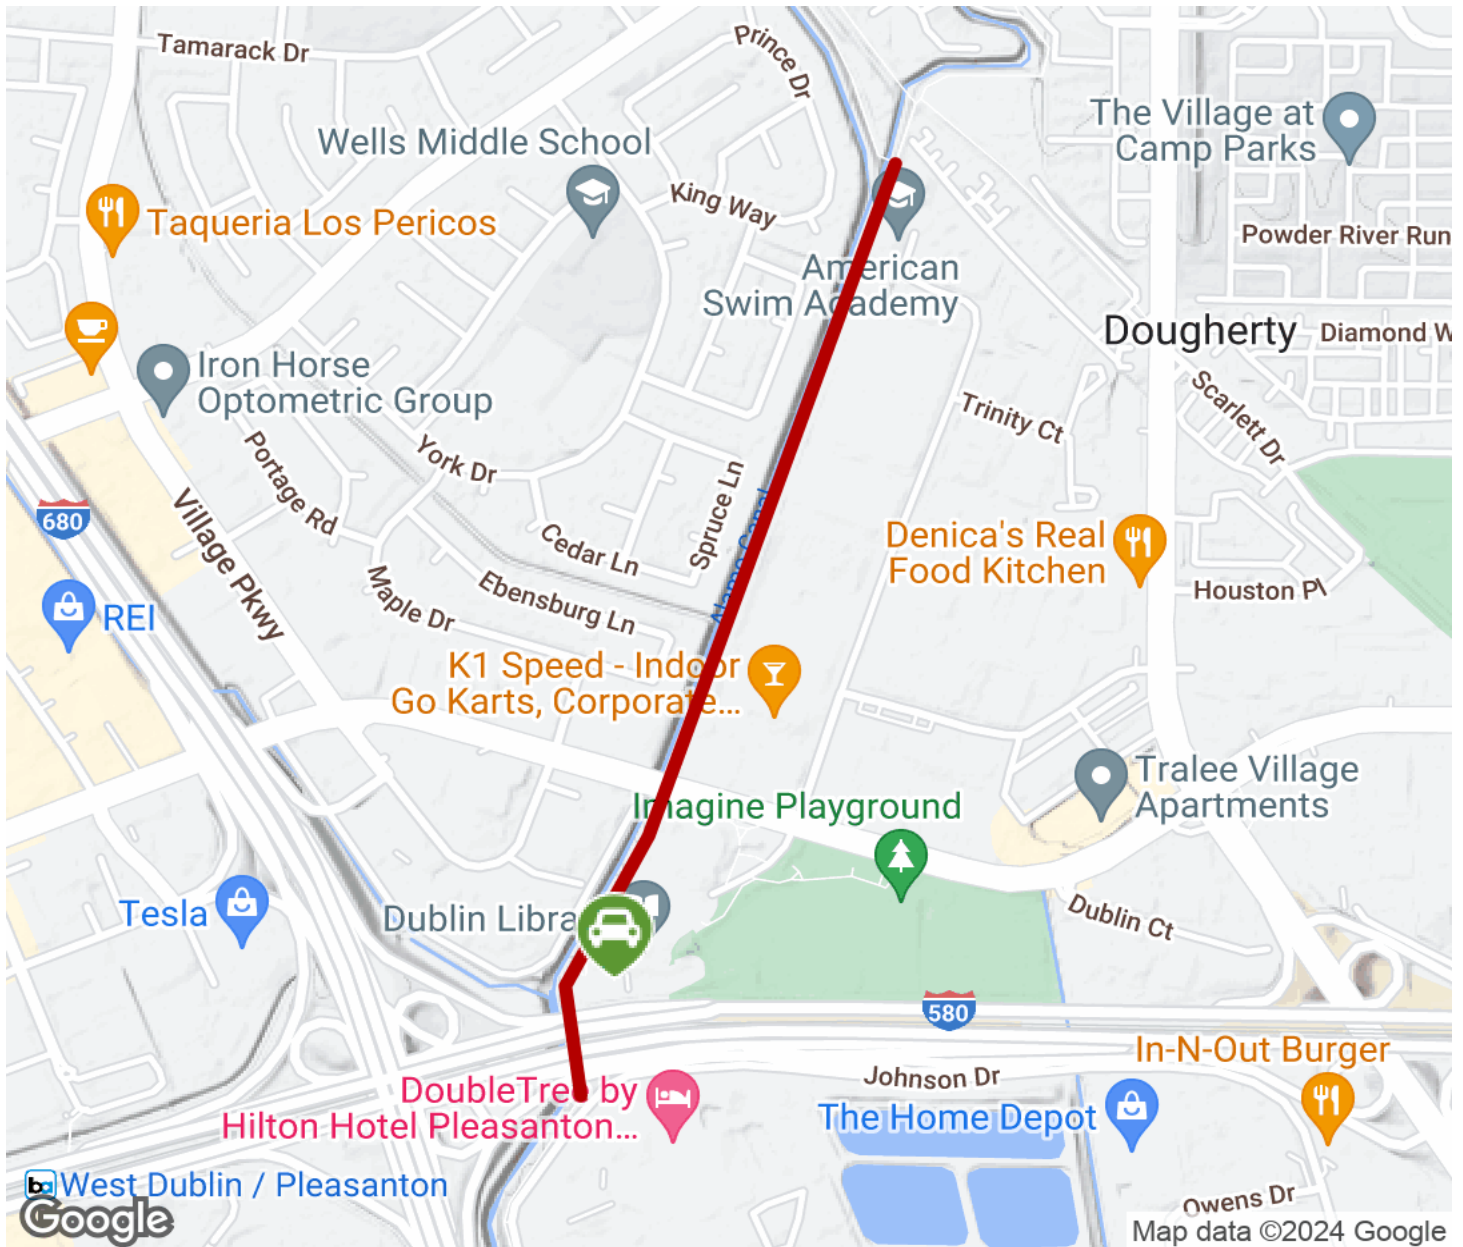 Tamarack Dr
Prince Dr
Wells Middle School
The Village at
Camp Parks
King Way
Taqueria Los Pericos
Powder River Run
American
Swim Academy
Dougherty
Diamond W
Iron Horse
Optometric Group
Scarlett Dr
Trinity Ct
York Dr
Portage Rd
Spruce Ln
Village Pkwy
680
Alamo Canal
Cedar Ln
Denica's Real
Food Kitchen
Ebensburg Ln
Houston Pl
Maple Dr
REI
K1 Speed - Indoor
Go Karts, Corporate...
Tralee Village
Apartments
Imagine Playground
Tesla
Dublin Libra
Dublin Ct
580
In-N-Out Burger
Johnson Dr
DoubleTree by
Hilton Hotel Pleasanton...
The Home Depot
ba West Dublin / Pleasanton
Owens Dr
Google
Map data ©2024 Google